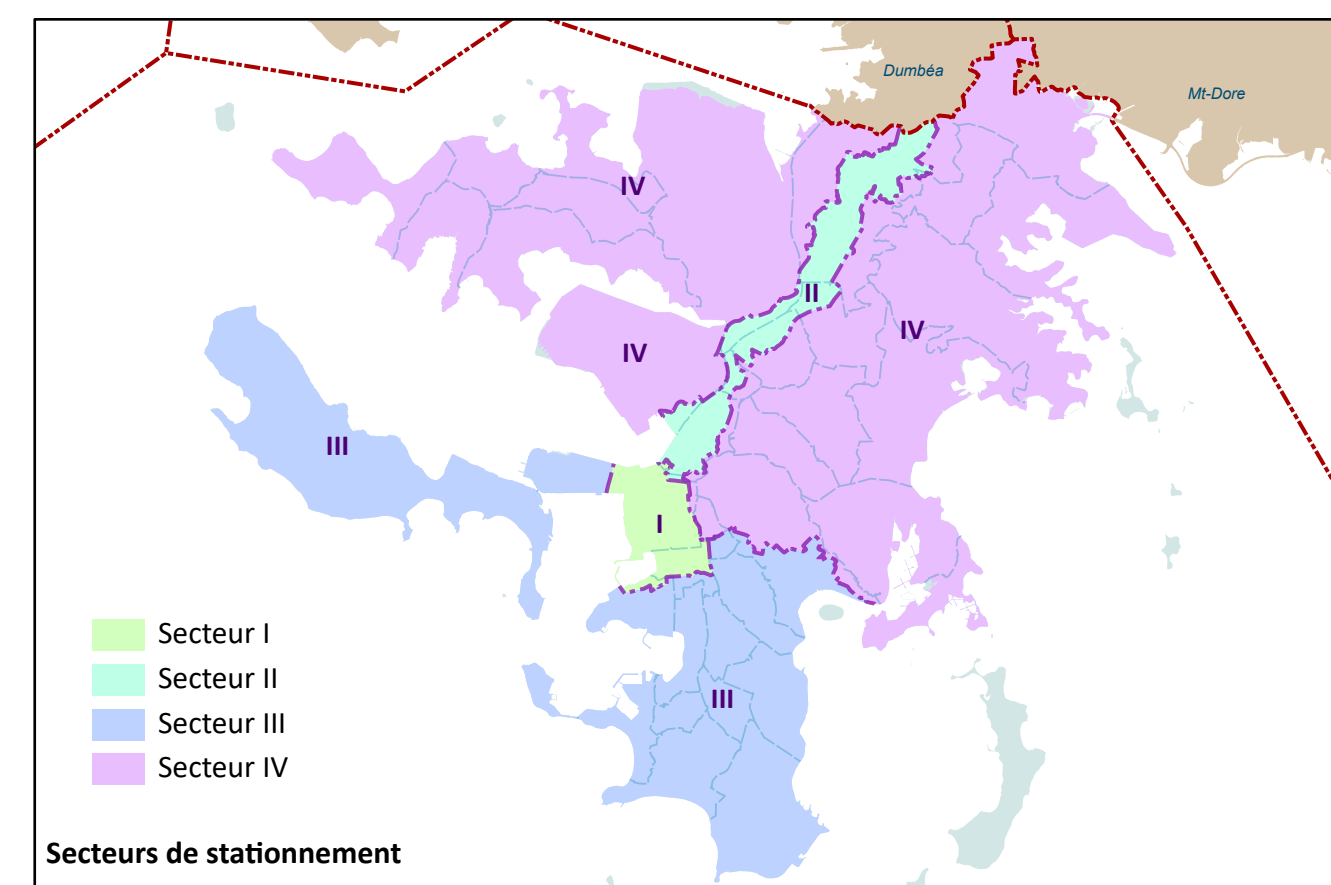 Dumbéa
Mt-Dore
IV
II
IV
IV
III
I
III
Secteur I
Secteur II
Secteur III
Secteur IV
Secteurs de stationnement